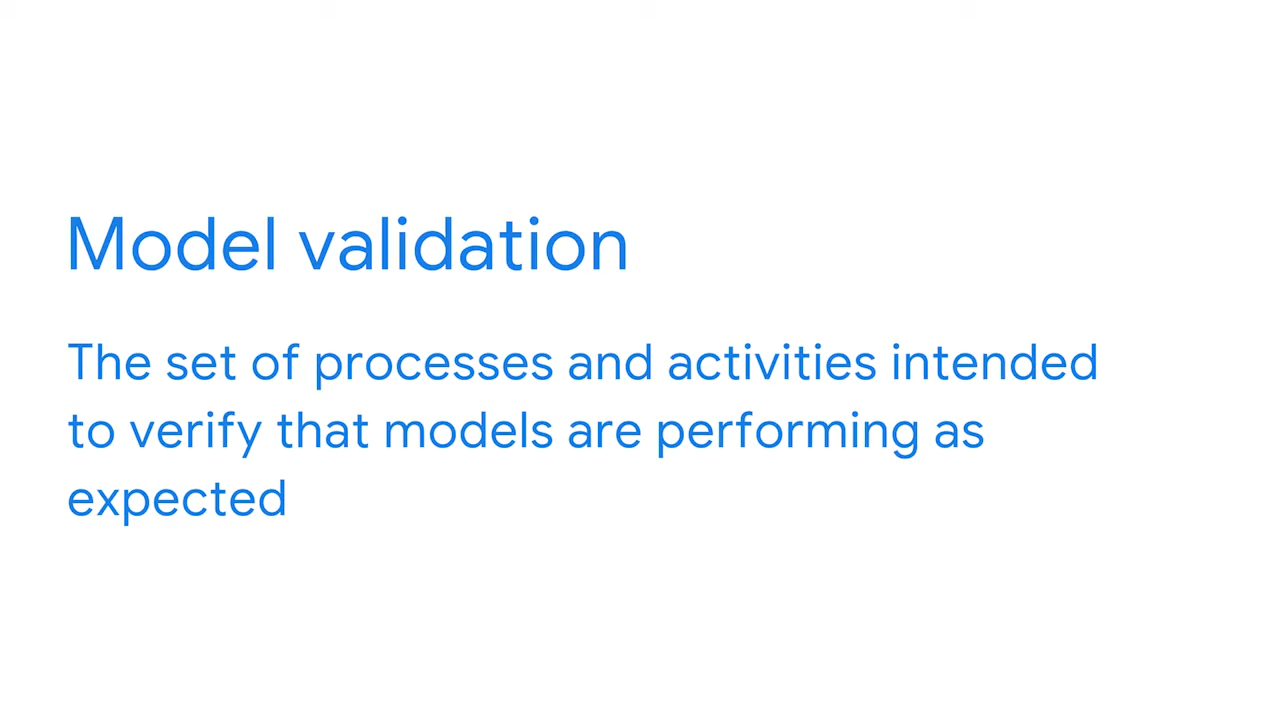 Model validation
The set of processes and activities intended
to verify that models are performing as
expected